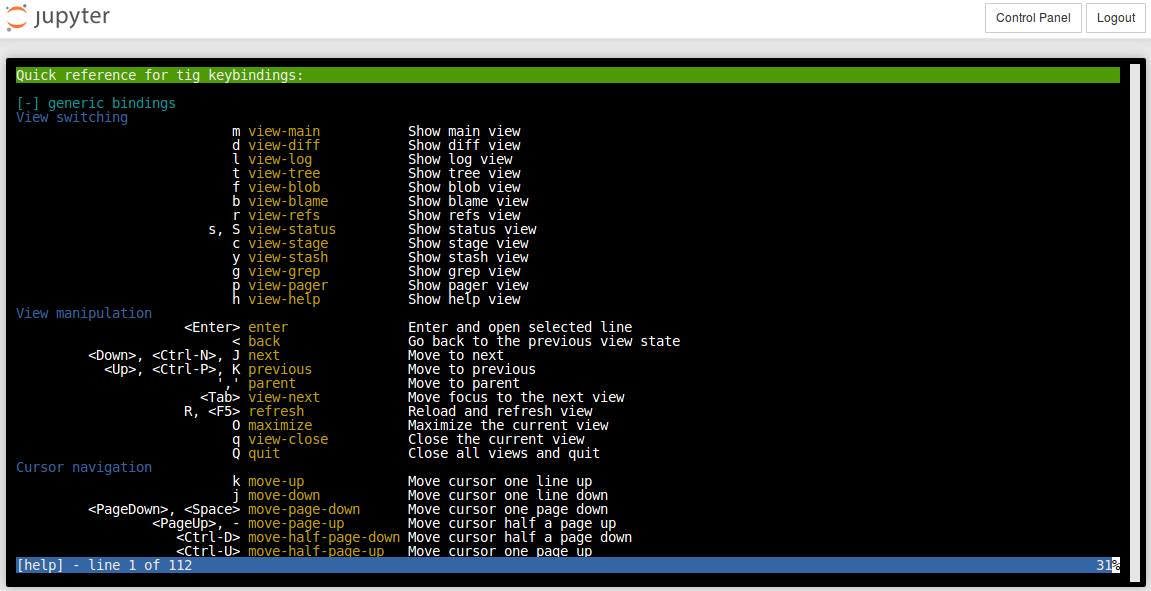 jupyter
Control Panel
Logout
Quick reference for tig keybindings:
[-] generic bindings
View switching
m view-main Show main view
d view-diff Show diff view
l view-log Show log view
t view-tree Show tree view
f view-blob Show blob view
b view-blame Show blame view
r view-refs Show refs view
s, S view-status Show status view
c view-stage Show stage view
y view-stash Show stash view
g view-grep Show grep view
p view-pager Show pager view
h view-help Show help view
View manipulation
<Enter> enter Enter and open selected line
< back Go back to the previous view state
<Down>, <Ctrl-N>, J next Move to next
<Up>, <Ctrl-P>, K previous Move to previous
',' parent Move to parent
<Tab> view-next Move focus to the next view
R, <F5> refresh Reload and refresh view
O maximize Maximize the current view
q view-close Close the current view
Q quit Close all views and quit
Cursor navigation
k move-up Move cursor one line up
j move-down Move cursor one line down
<PageDown>, <Space> move-page-down Move cursor one page down
<PageUp>, - move-page-up Move cursor half a page up
<Ctrl-D> move-half-page-down Move cursor half a page down
<Ctrl-U> move-half-page-up Move cursor one page up
[help] - line 1 of 112 31%